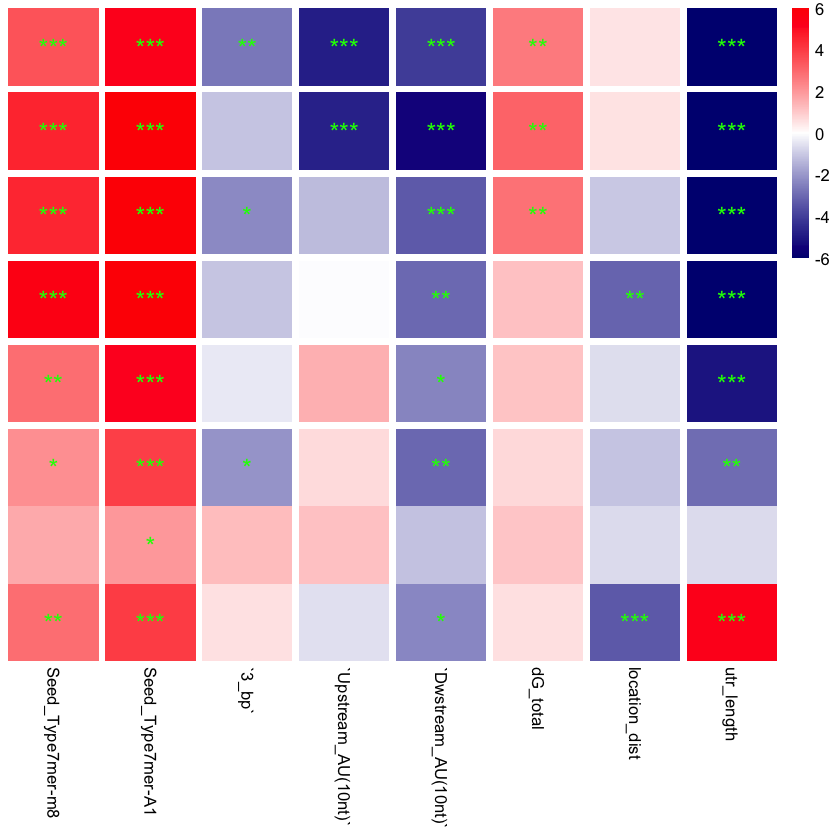 *** *** ** *** *** ** ***
*** *** *** *** ** ***
*** *** * *** ** ***
*** *** ** ** ***
** *** * ***
* *** * ** **
*
** *** * *** ***
6
4
2
0
-2
-4
-6
Seed_Type7mer-m8
Seed_Type7mer-A1
`3_bp`
`Upstream_AU(10nt)`
`Dwstream_AU(10nt)`
dG_total
location_dist
utr_length